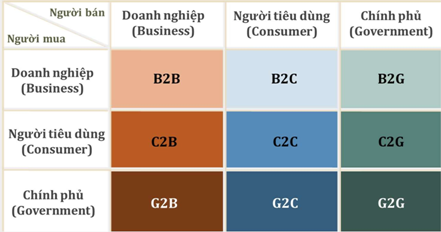 Người bán
Người mua
Doanh nghiệp
(Business)
Người tiêu dùng
(Consumer)
Chính phủ
(Government)
Doanh nghiệp
(Business)
B2B
B2C
B2G
Người tiêu dùng
(Consumer)
C2B
C2C
C2G
Chính phủ
(Government)
G2B
G2C
G2G